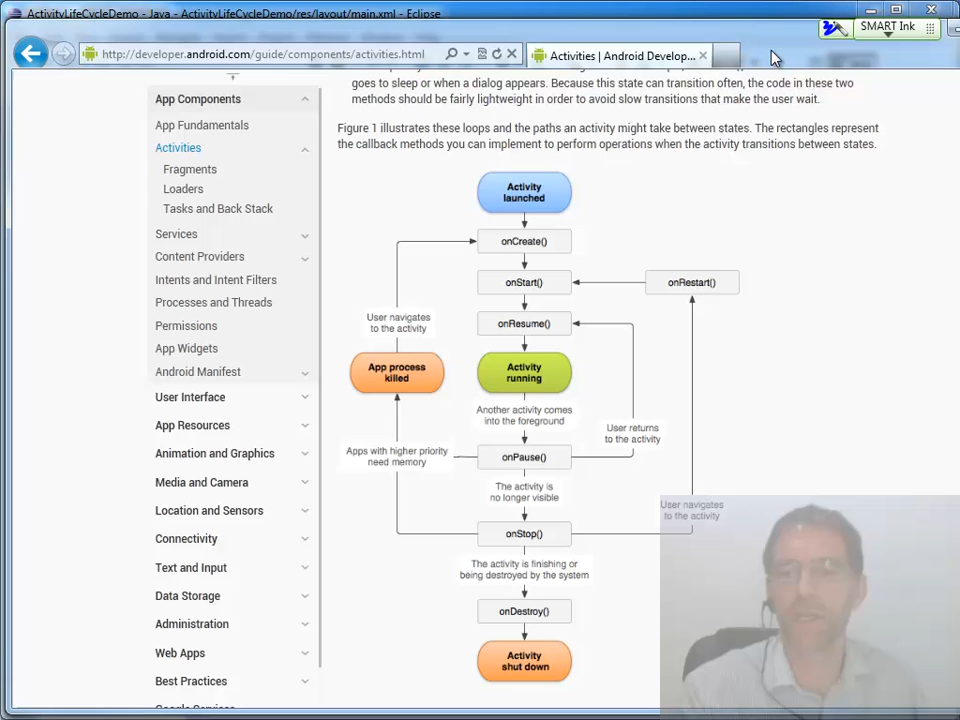 ActivityLifeCycleDemo - Java - ActivityLifeCycleDemo/res/layout/main.xml - Eclipse
SMART Ink
http://developer.android.com/guide/components/activities.html
Activities | Android Develop...
goes to sleep or when a dialog appears. Because this state can transition often, the code in these two
methods should be fairly lightweight in order to avoid slow transitions that make the user wait.
Figure 1 illustrates these loops and the paths an activity might take between states. The rectangles represent
the callback methods you can implement to perform operations when the activity transitions between states.
App Components
App Fundamentals
Activities
Fragments
Loaders
Tasks and Back Stack
Services
Content Providers
Intents and Intent Filters
Processes and Threads
Permissions
App Widgets
Android Manifest
User Interface
App Resources
Animation and Graphics
Media and Camera
Location and Sensors
Connectivity
Text and Input
Data Storage
Administration
Web Apps
Best Practices
Activity
launched
onCreate()
onStart()
onRestart()
onResume()
User navigates
to the activity
App process
killed
Activity
running
Another activity comes
into the foreground
User returns
to the activity
Apps with higher priority
need memory
onPause()
The activity is
no longer visible
User navigates
to the activity
onStop()
The activity is finishing or
being destroyed by the system
onDestroy()
Activity
shut down